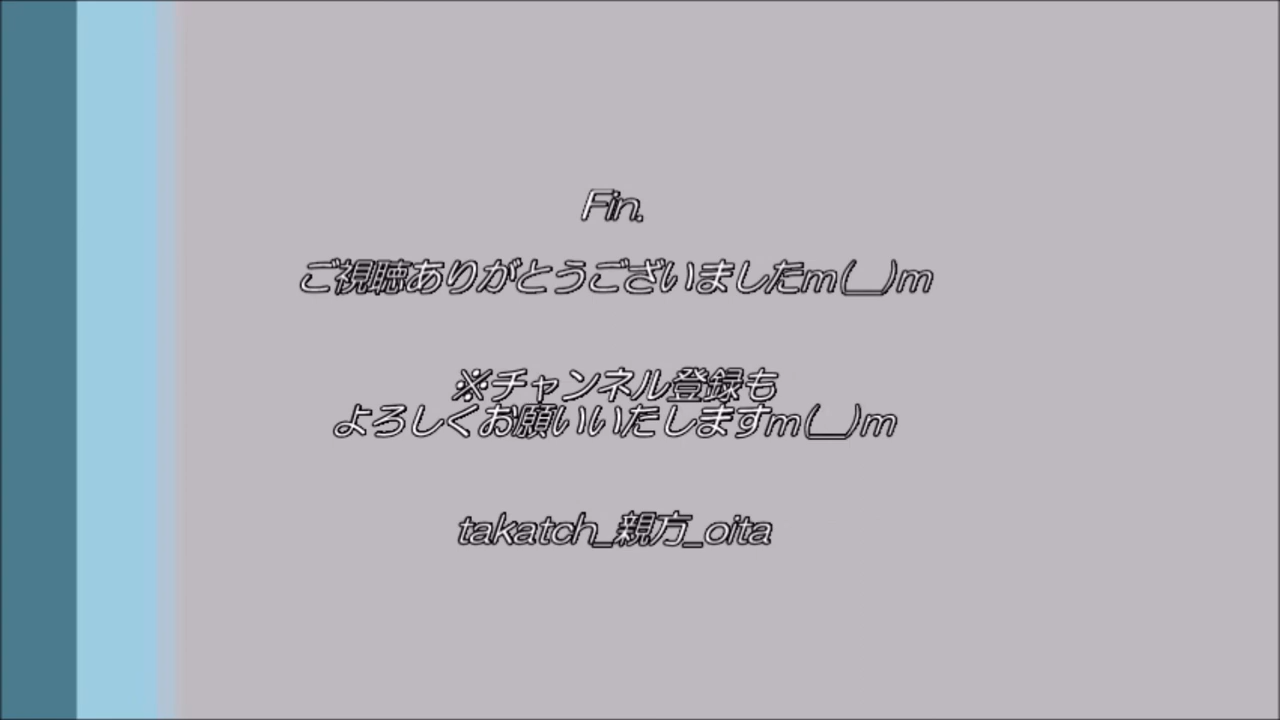 Fin.
ご視聴ありがとうございましたm(__)m
※チャンネル登録も
よろしくお願いいたしますm(__)m
takatch_親方_oita